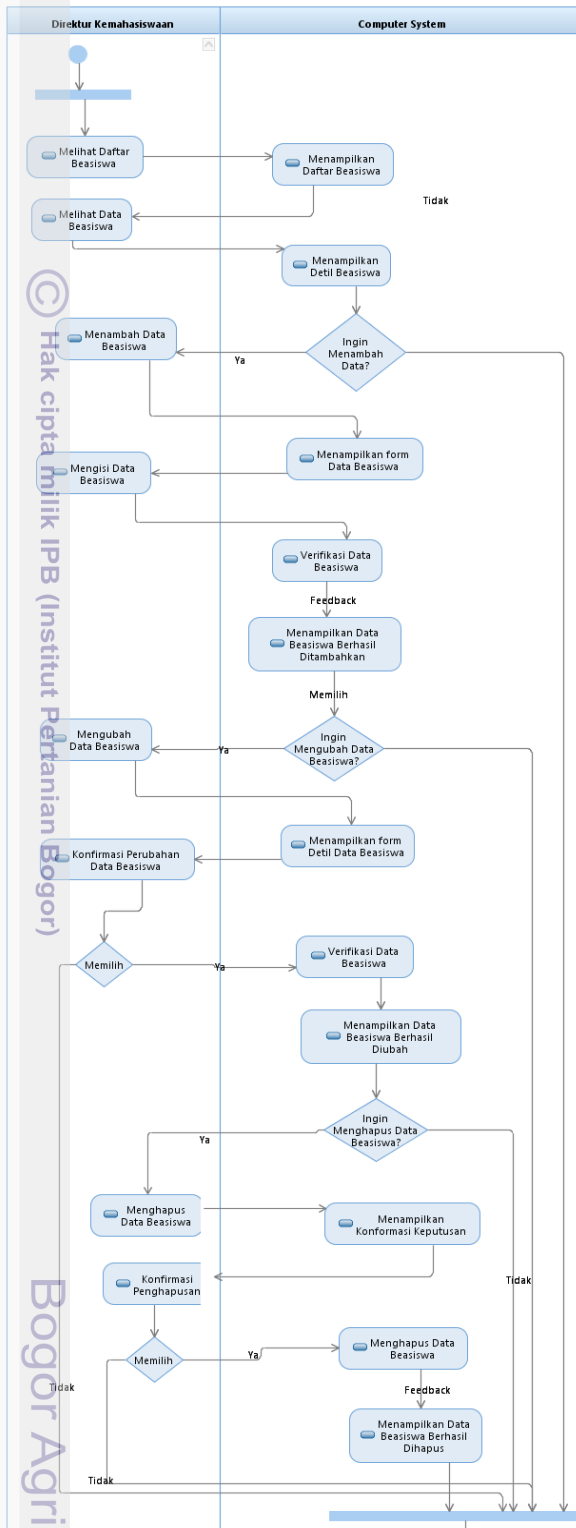 Direktur Kemahasiswaan
Computer System
Melihat Daftar
Beasiswa
Menampilkan
Daftar Beasiswa
Tidak
Melihat Data
Beasiswa
Menampilkan
Detil Beasiswa
Ingin
Menambah
Data?
Menambah Data
Beasiswa
Ya
Menampilkan form
Data Beasiswa
Mengisi Data
Beasiswa
Verifikasi Data
Beasiswa
Feedback
Menampilkan Data
Beasiswa Berhasil
Ditambahkan
Memilih
Ingin
Mengubah Data
Beasiswa?
Ya
Mengubah
Data Beasiswa
Menampilkan form
Detil Data Beasiswa
Konfirmasi Perubahan
Data Beasiswa
Memilih
Ya
Verifikasi Data
Beasiswa
Menampilkan Data
Beasiswa Berhasil
Diubah
Ingin
Menghapus Data
Beasiswa?
Ya
Menghapus
Data Beasiswa
Menampilkan
Konformasi Keputusan
Konfirmasi
Penghapusan
Tidak
Memilih
Ya
Menghapus Data
Beasiswa
Feedback
Tidak
Menampilkan Data
Beasiswa Berhasil
Dihapus
Tidak
© Hak cipta milik IPB (Institut Pertanian Bogor)
Bogor Agri